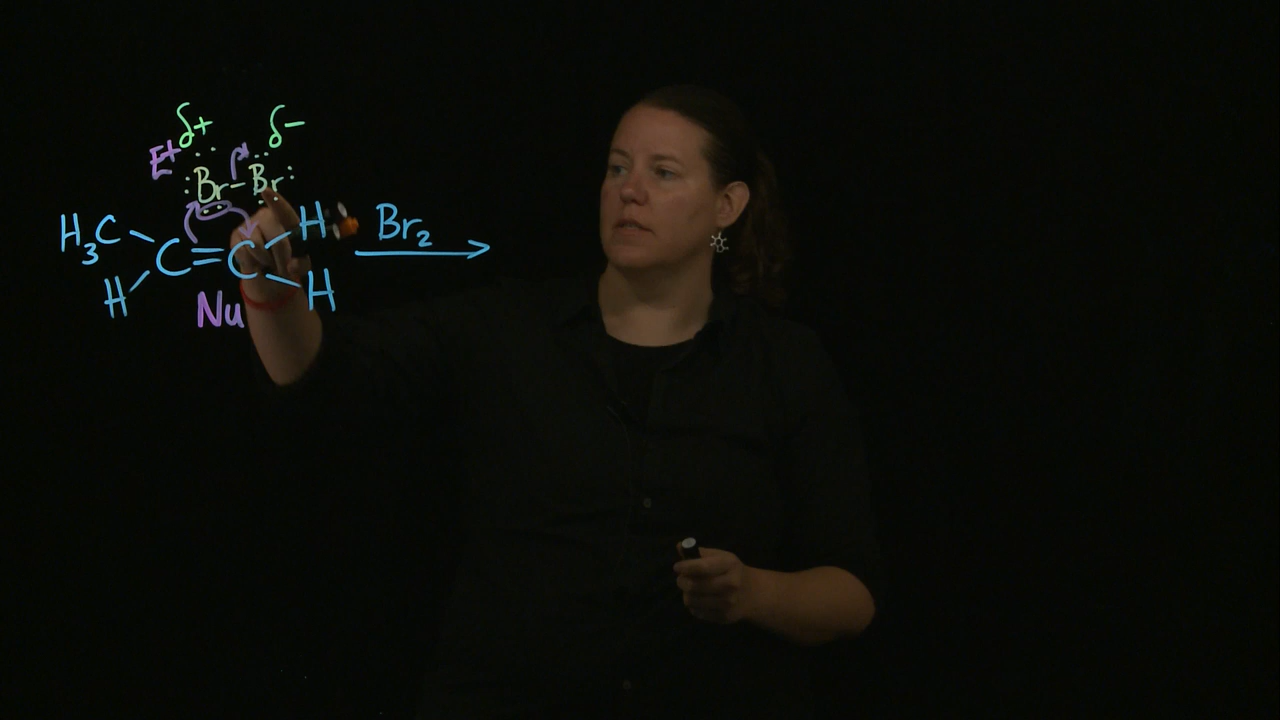 δ+ δ-
E+
:Br-Br:
H₃C H Br₂
C=C
H H
Nu